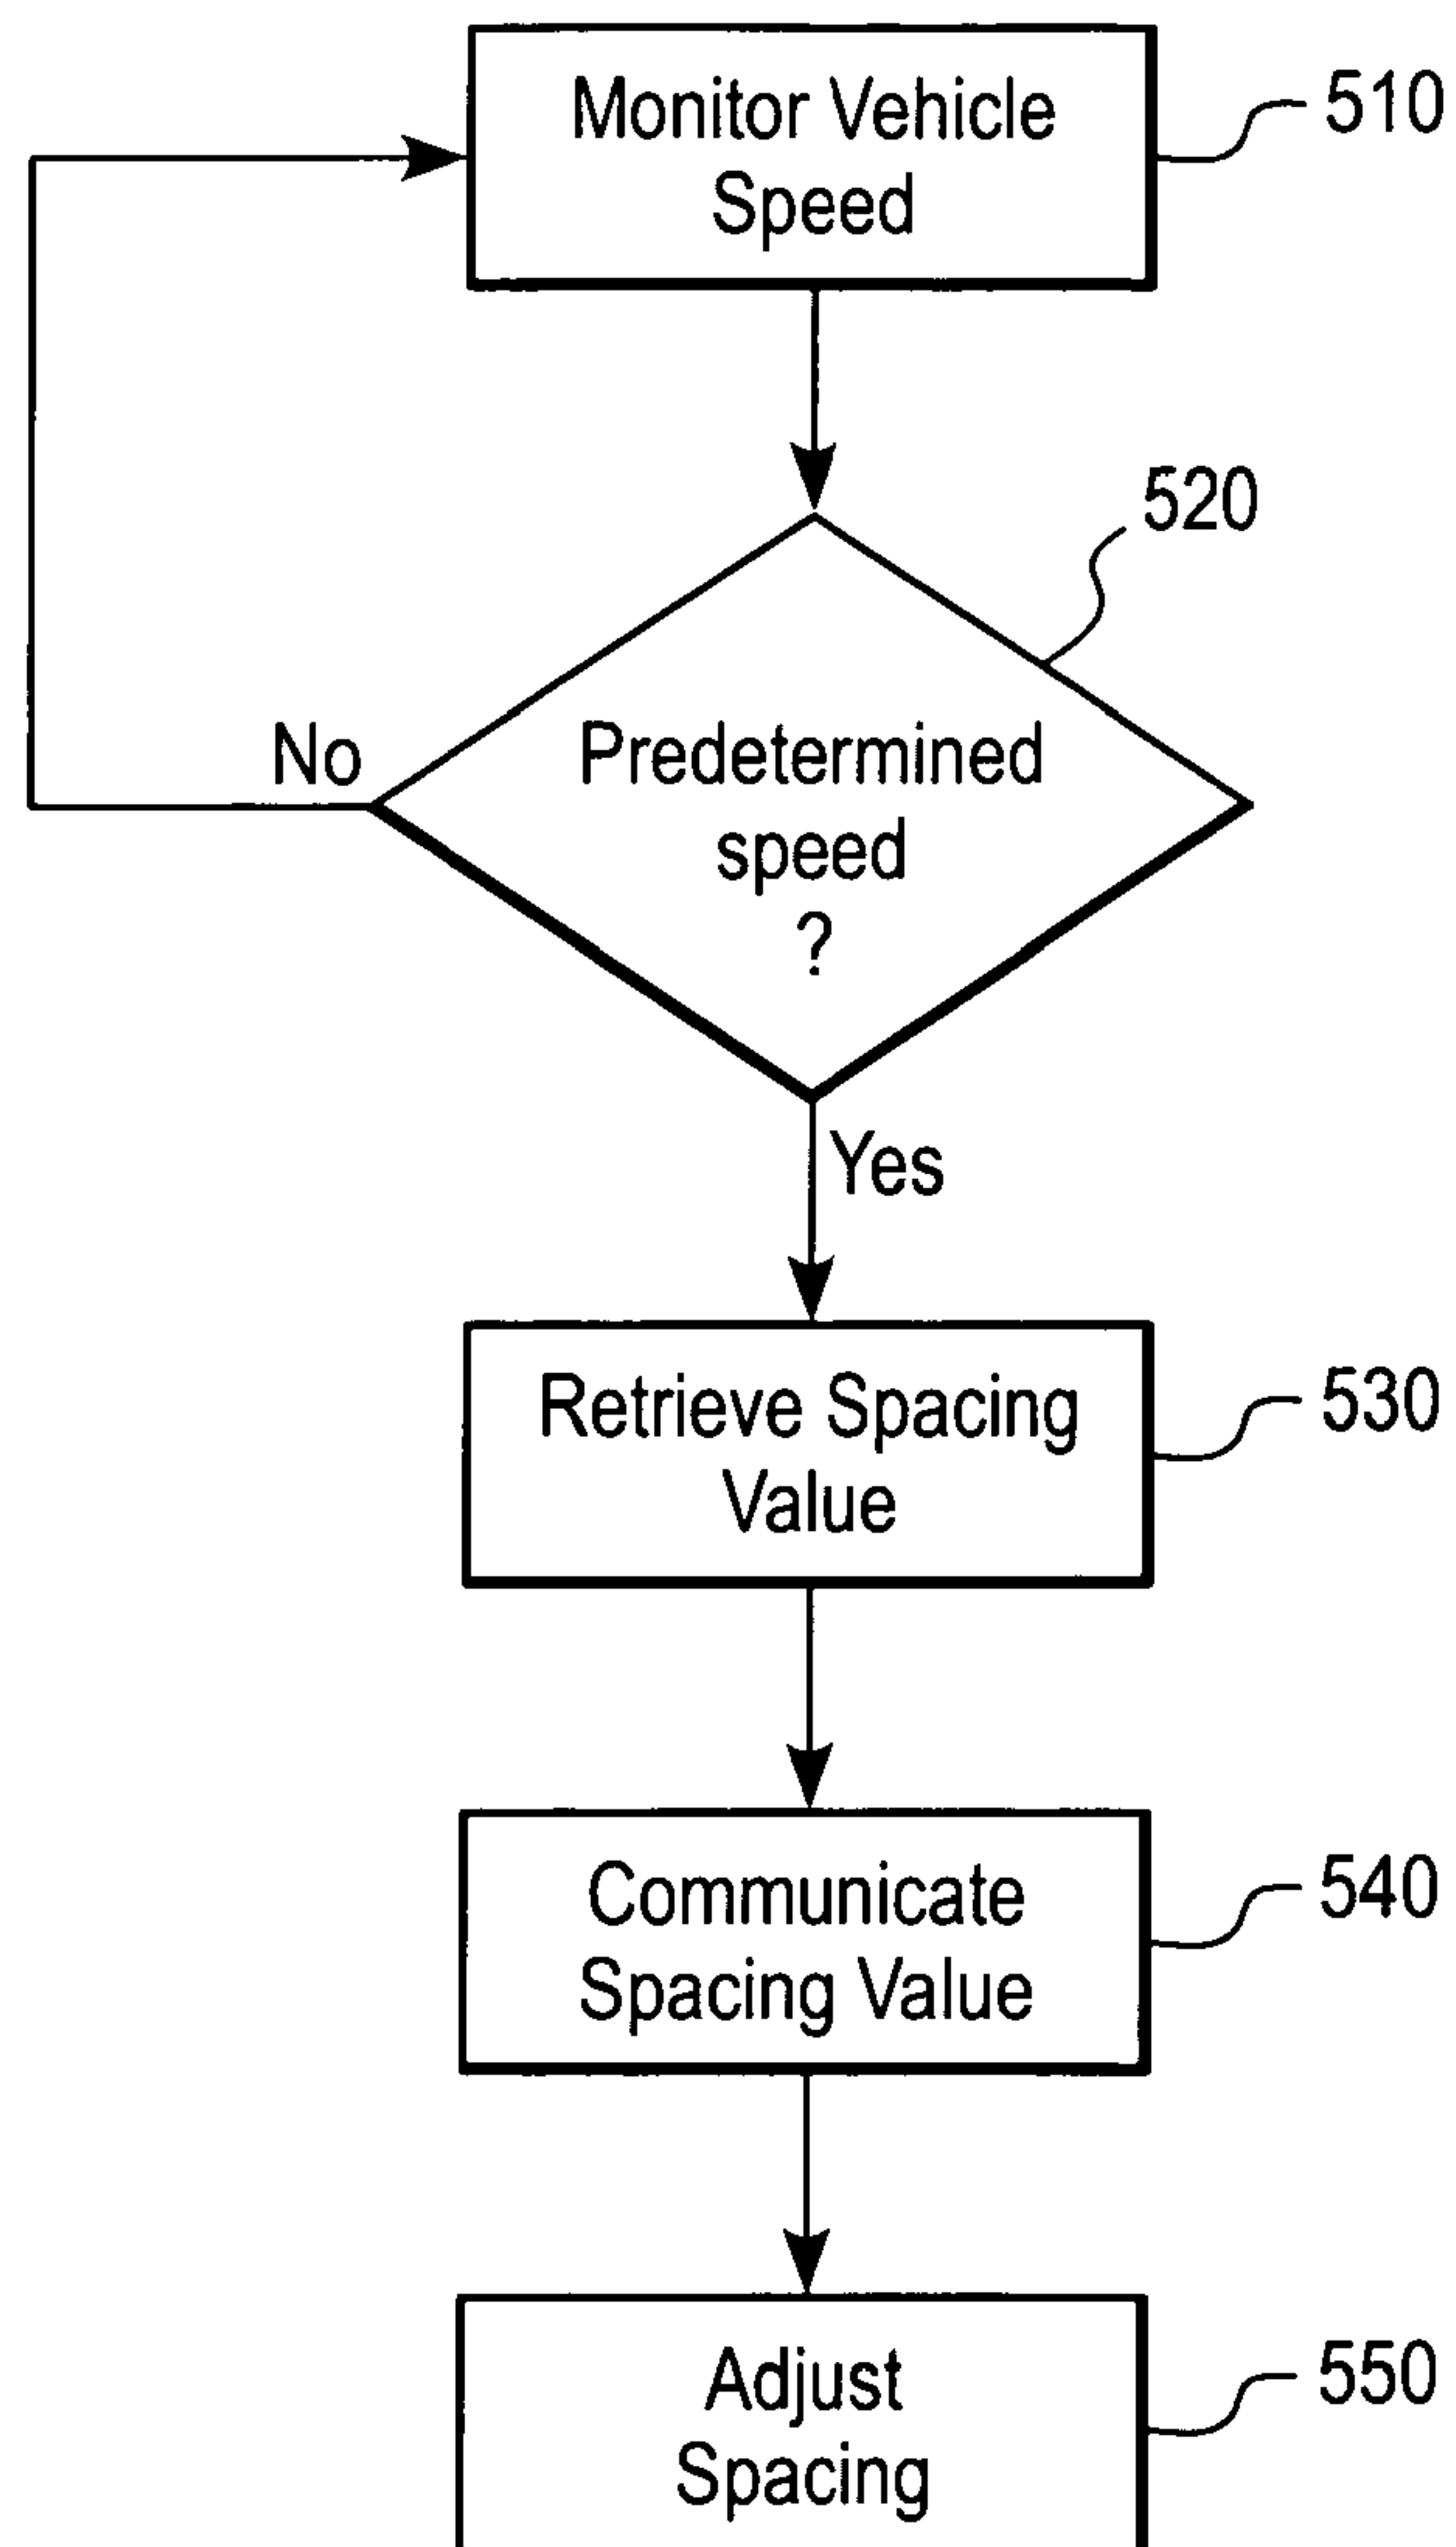 Monitor Vehicle
Speed
510
520
Predetermined
speed
?
No
Yes
Retrieve Spacing
Value
530
Communicate
Spacing Value
540
Adjust
Spacing
550